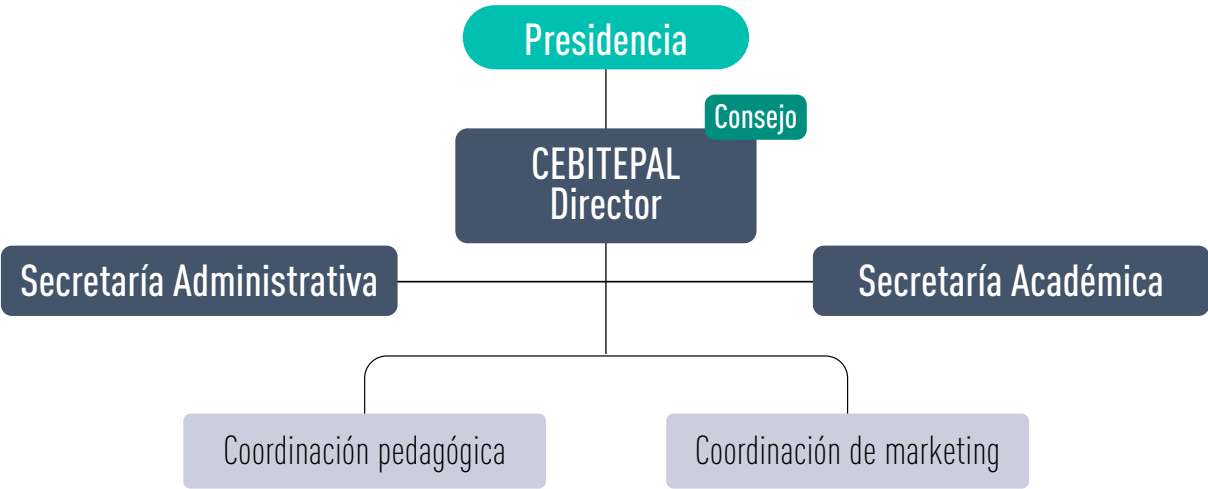 Presidencia
Consejo
CEBITEPAL
Director
Secretaría Administrativa
Secretaría Académica
Coordinación pedagógica
Coordinación de marketing